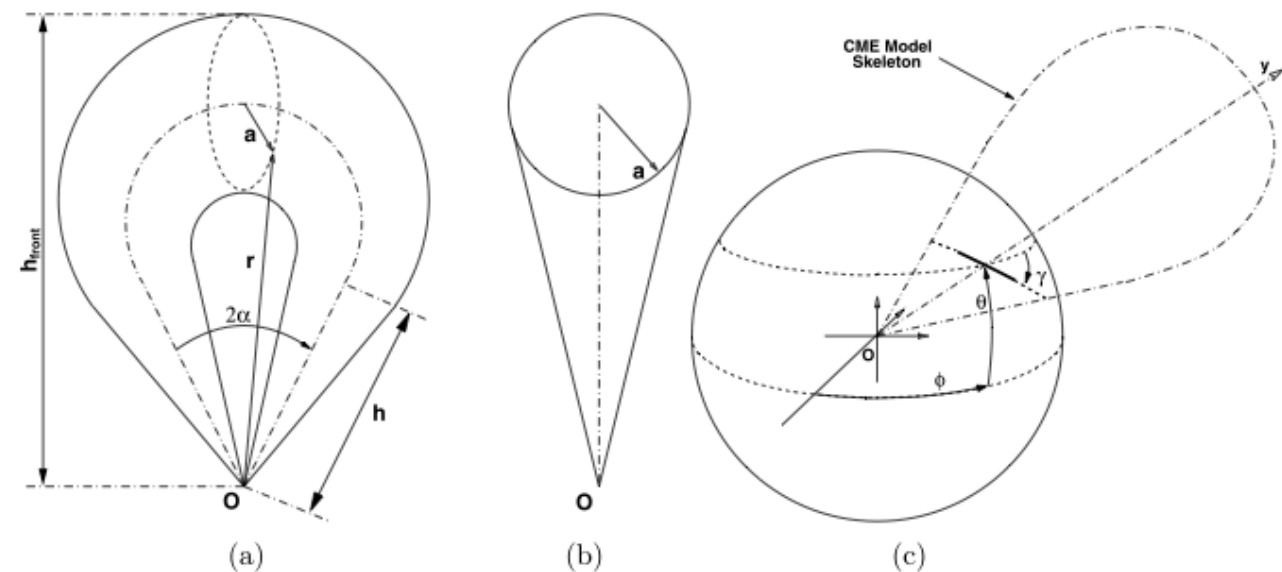 h_front
a
r
2α
h
O
(a)
a
O
(b)
CME Model
Skeleton
y
γ
θ
O
ϕ
(c)